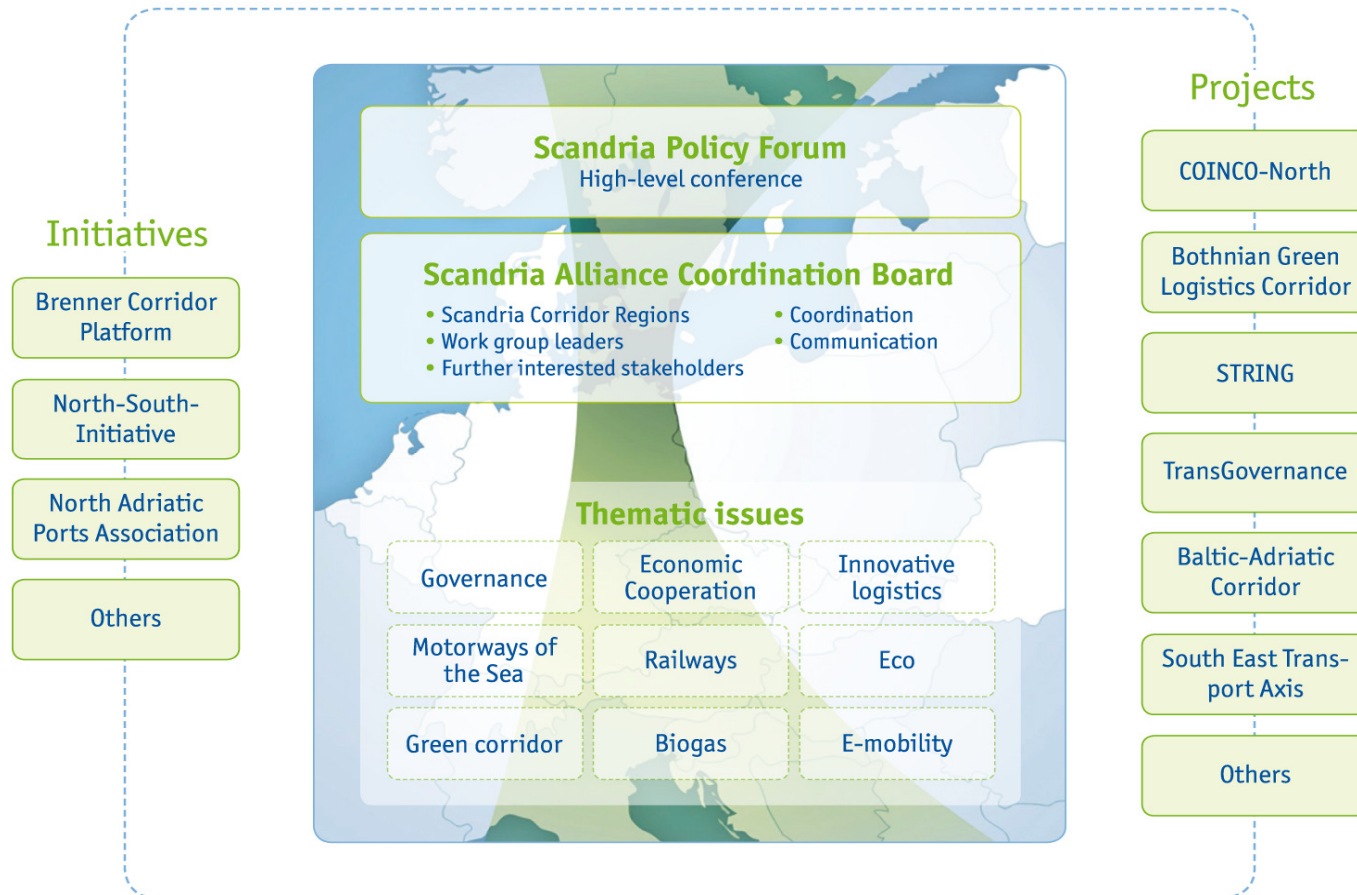 Initiatives
Brenner Corridor
Platform
North-South-
Initiative
North Adriatic
Ports Association
Others
Scandria Policy Forum
High-level conference
Scandria Alliance Coordination Board
• Scandria Corridor Regions
• Work group leaders
• Further interested stakeholders
• Coordination
• Communication
Thematic issues
Governance
Economic
Cooperation
Innovative
logistics
Motorways of
the Sea
Railways
Eco
Green corridor
Biogas
E-mobility
Projects
COINCO-North
Bothnian Green
Logistics Corridor
STRING
TransGovernance
Baltic-Adriatic
Corridor
South East Trans-
port Axis
Others